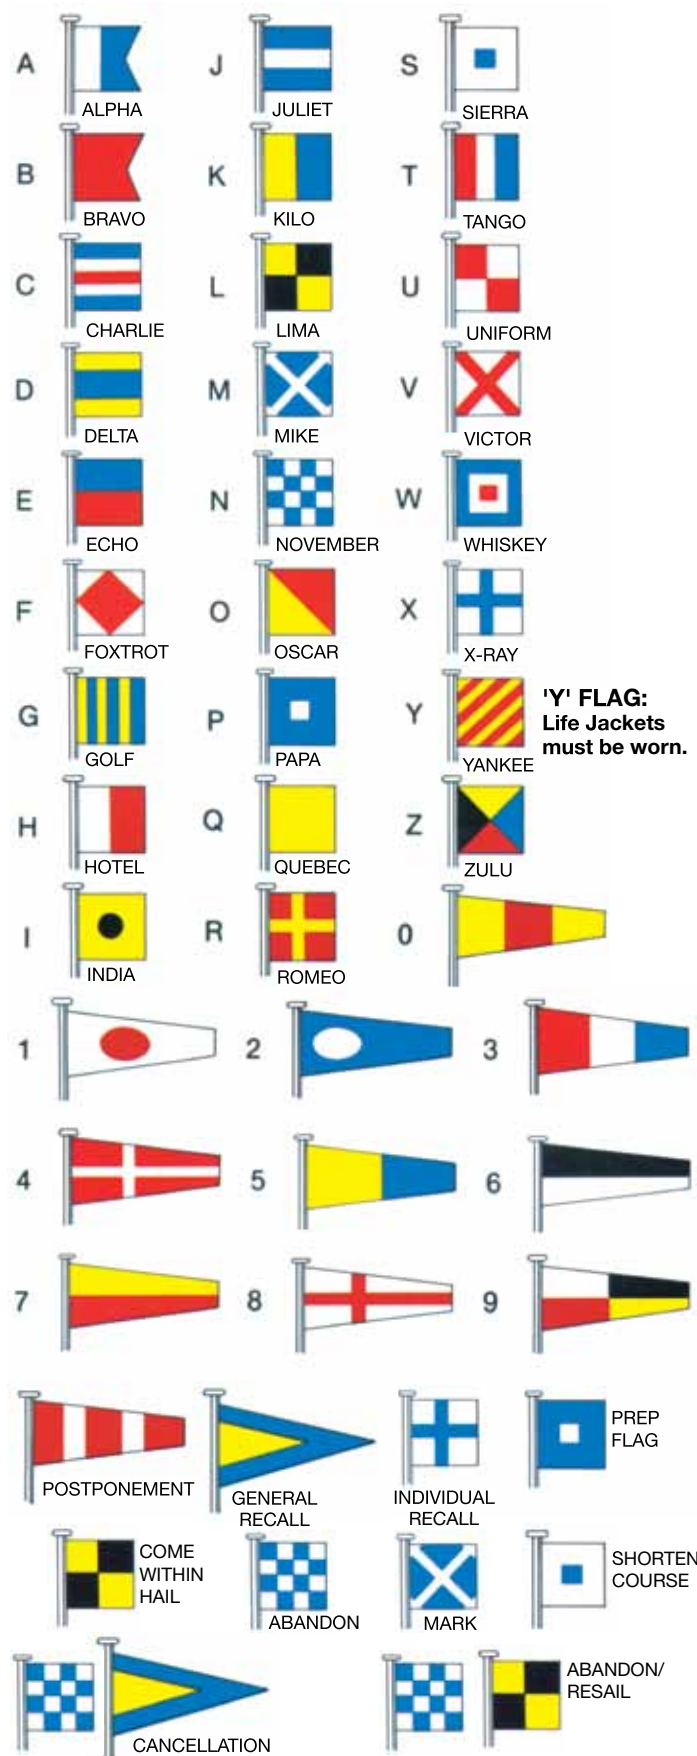 A
ALPHA
J
JULIET
S
SIERRA
B
BRAVO
K
KILO
T
TANGO
C
CHARLIE
L
LIMA
U
UNIFORM
D
DELTA
M
MIKE
V
VICTOR
E
ECHO
N
NOVEMBER
W
WHISKEY
F
FOXTROT
O
OSCAR
X
X-RAY
G
GOLF
P
PAPA
Y
YANKEE
'Y' FLAG:
Life Jackets
must be worn.
H
HOTEL
Q
QUEBEC
Z
ZULU
I
INDIA
R
ROMEO
0
1
2
3
4
5
6
7
8
9
POSTPONEMENT
GENERAL
RECALL
INDIVIDUAL
RECALL
PREP
FLAG
COME
WITHIN
HAIL
ABANDON
MARK
SHORTEN
COURSE
CANCELLATION
ABANDON/
RESAIL